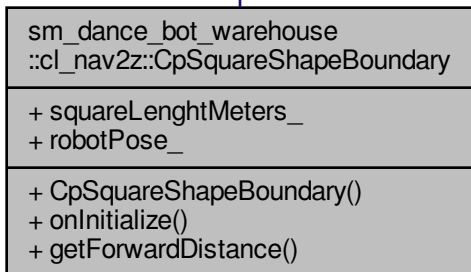 sm_dance_bot_warehouse
::cl_nav2z::CpSquareShapeBoundary
+ squareLenghtMeters_
+ robotPose_
+ CpSquareShapeBoundary()
+ onInitialize()
+ getForwardDistance()